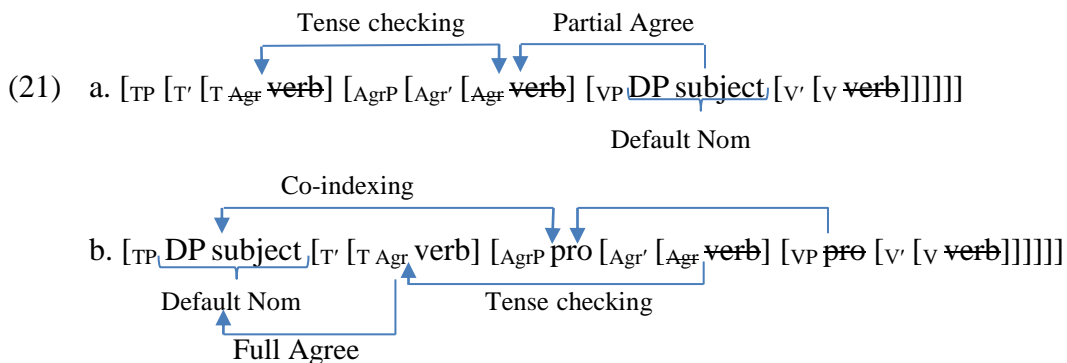 Tense checking Partial Agree
(21) a. [TP [T′ [T Agr verb] [AgrP [Agr′ [Agr verb] [VP DP subject [V′ [V verb]]]]]]
Default Nom
Co-indexing
b. [TP DP subject [T′ [T Agr verb] [AgrP pro [Agr′ [Agr verb] [VP pro [V′ [V verb]]]]]]
Default Nom Tense checking
Full Agree